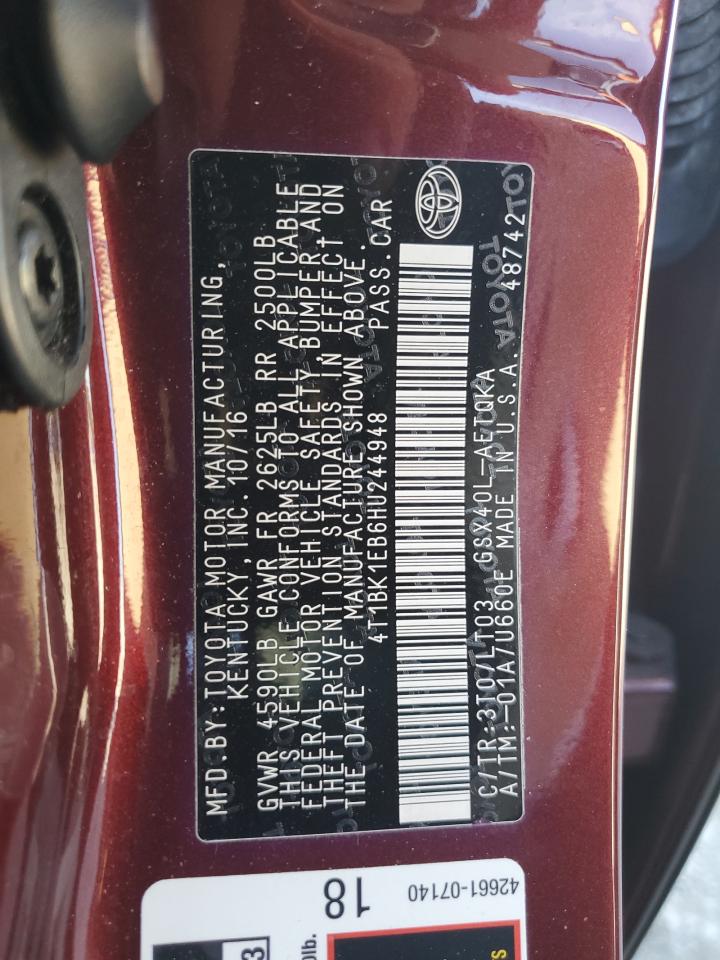 MFD.BY:TOYOTA MOTOR MANUFACTURING,
KENTUCKY,INC. 10/16
GVWR 4590LB GAWR FR 2625LB RR 2500LB
THIS VEHICLE CONFORMS TO ALL APPLICABLE
FEDERAL MOTOR VEHICLE SAFETY,BUMPER,AND
THEFT PREVENTION STANDARDS IN EFFECT ON
THE DATE OF MANUFACTURE SHOWN ABOVE.
4T1BK1EB6HU244948 PASS.CAR
C/TR:3T0/LT03 GSX40L-AETQKA
A/TM:-01A/U660E MADE IN U.S.A. 48742
TOYOTA
18
42661-07140
3
0lb.
S